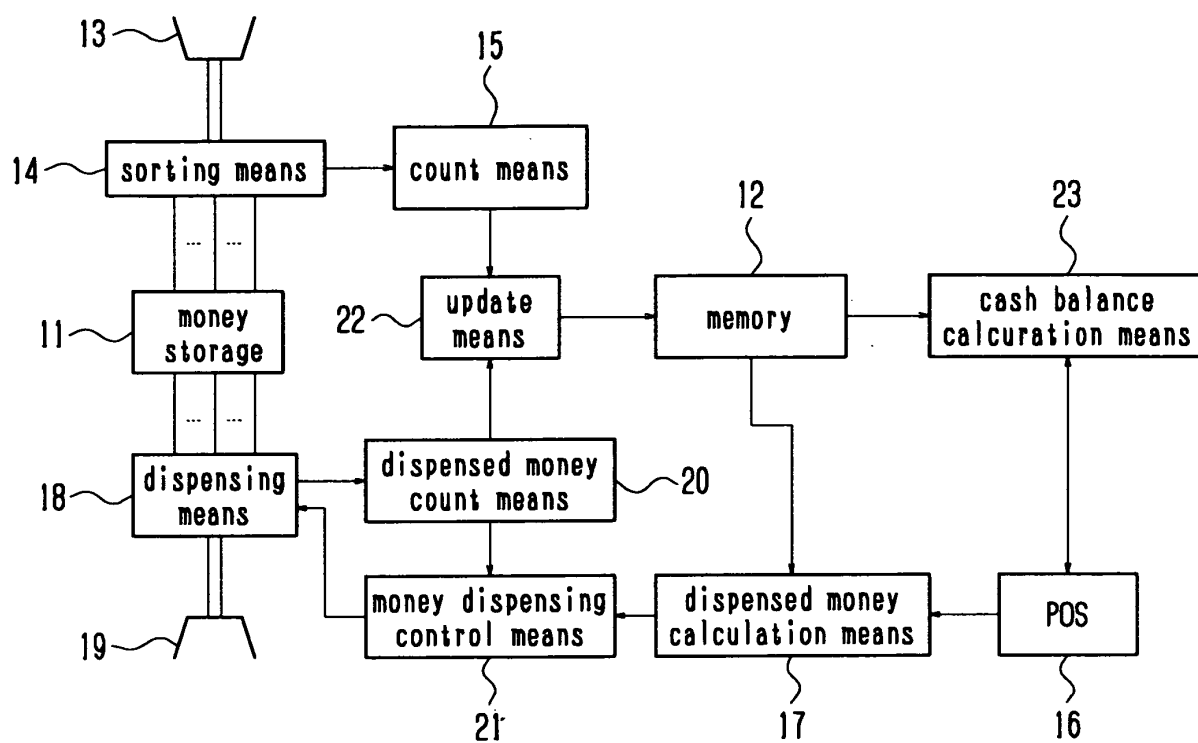 13
15
14
sorting means
count means
12
23
11
money
storage
22
update
means
memory
cash balance
calcuration means
18
dispensing
means
dispensed money
count means
20
19
money dispensing
control means
dispensed money
calculation means
POS
21
17
16